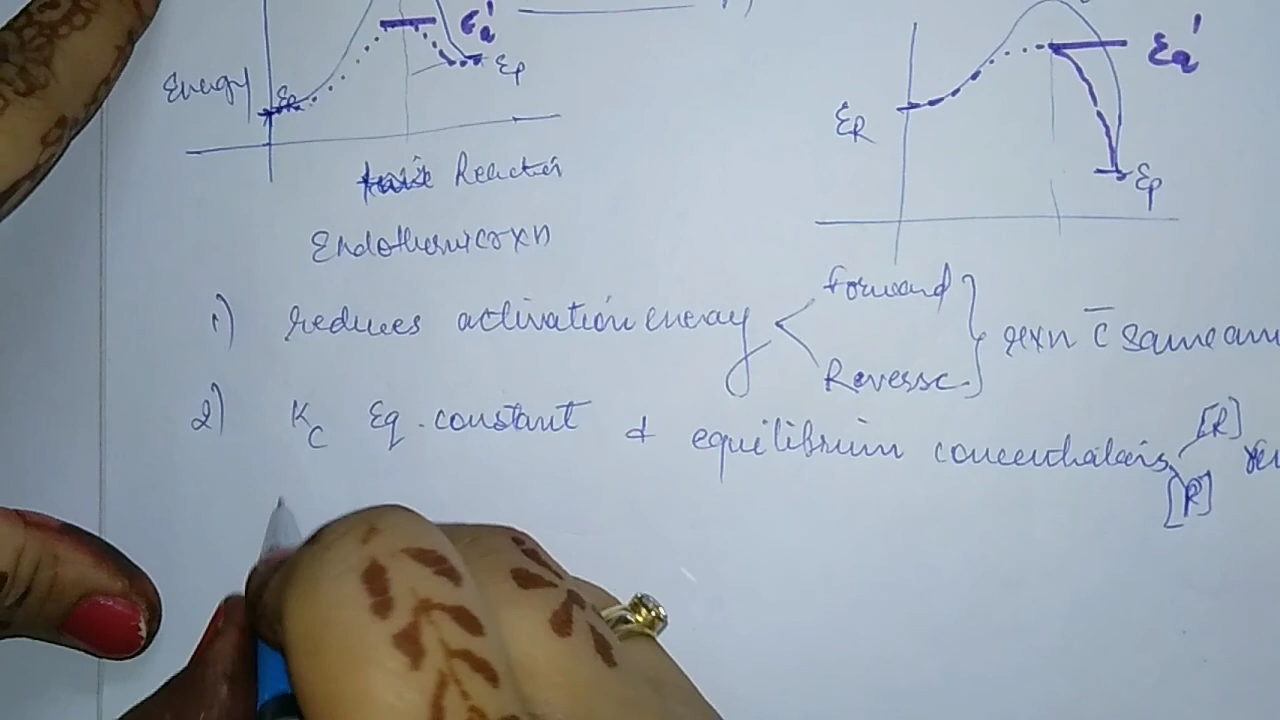 Ea'
Energy ER EP
Reaction
Endothermic rxn
Ea'
ER
EP
1) reduces activation energy Forward
Reverse. rxn c̄ same am
2) Kc Eq. constant & equilibrium concentrations [R]
[P]